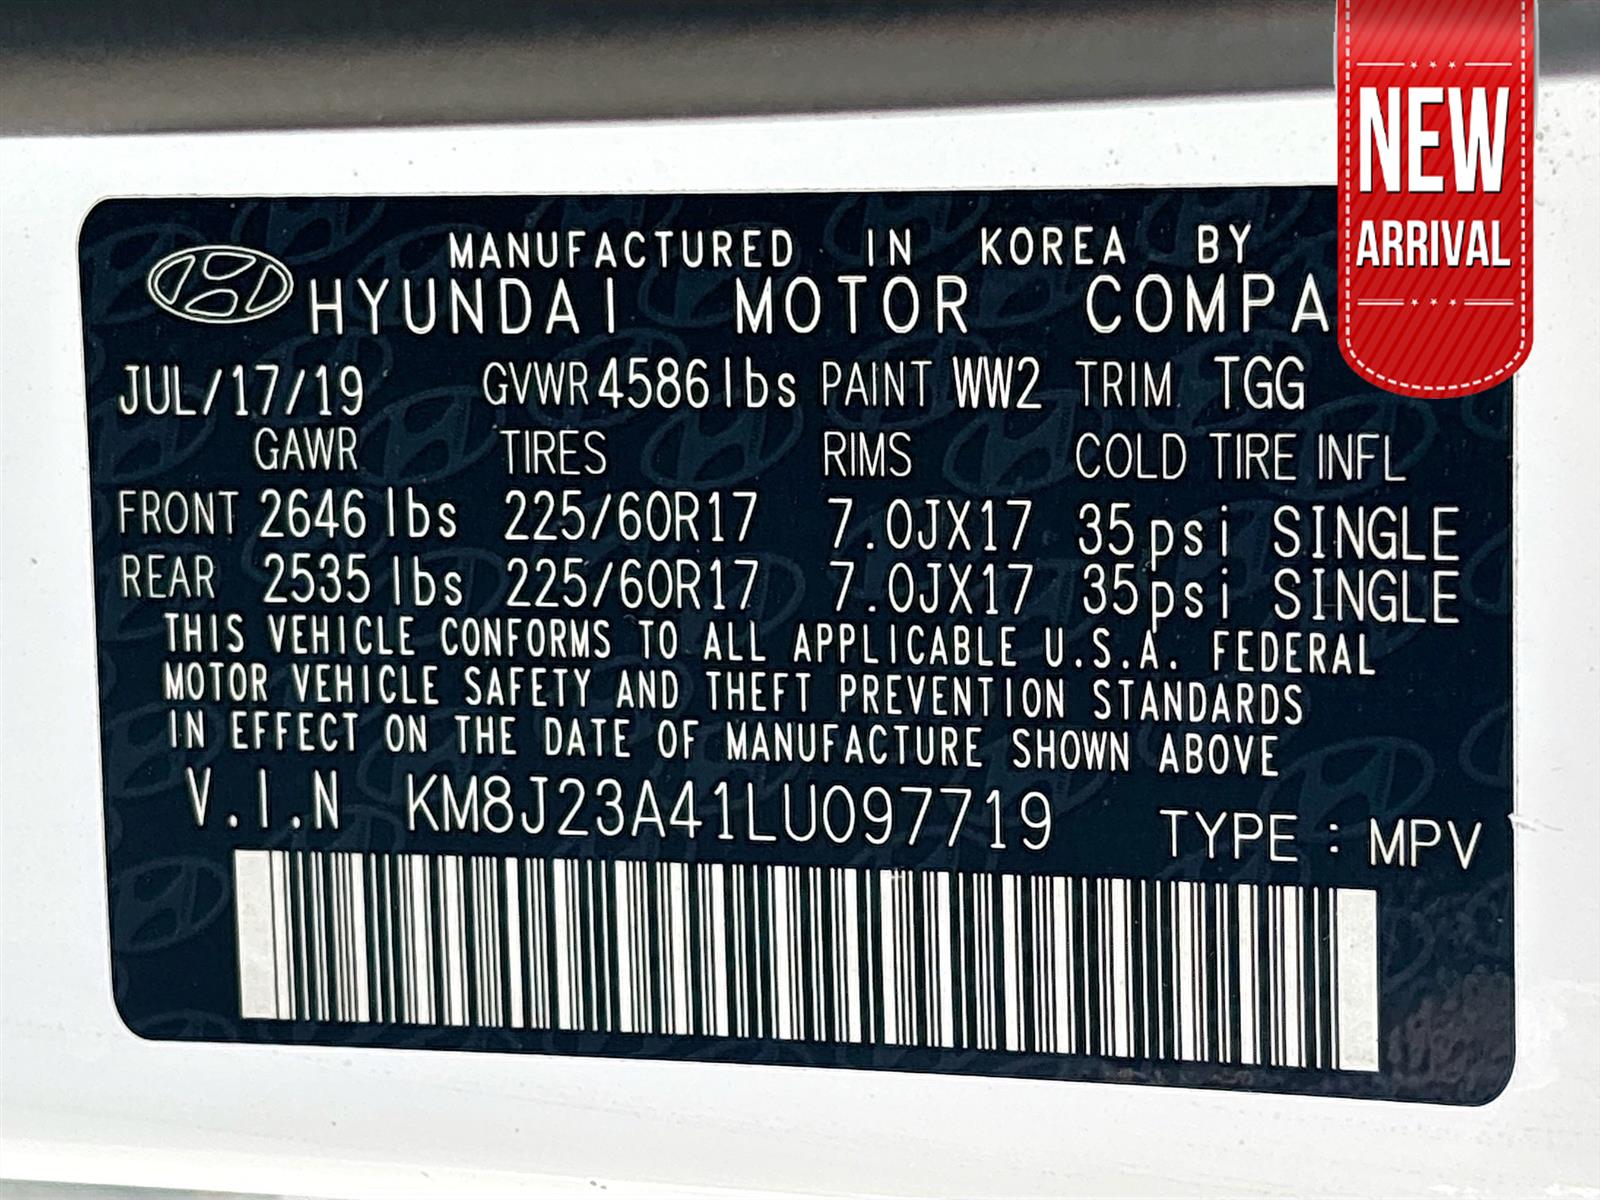 NEW
ARRIVAL
MANUFACTURED IN KOREA BY
HYUNDAI MOTOR COMPA
JUL/17/19 GVWR 4586 lbs PAINT WW2 TRIM TGG
GAWR TIRES RIMS COLD TIRE INFL
FRONT 2646 lbs 225/60R17 7.0JX17 35psi SINGLE
REAR 2535 lbs 225/60R17 7.0JX17 35psi SINGLE
THIS VEHICLE CONFORMS TO ALL APPLICABLE U.S.A. FEDERAL
MOTOR VEHICLE SAFETY AND THEFT PREVENTION STANDARDS
IN EFFECT ON THE DATE OF MANUFACTURE SHOWN ABOVE
V.I.N KM8J23A41LU097719 TYPE : MPV